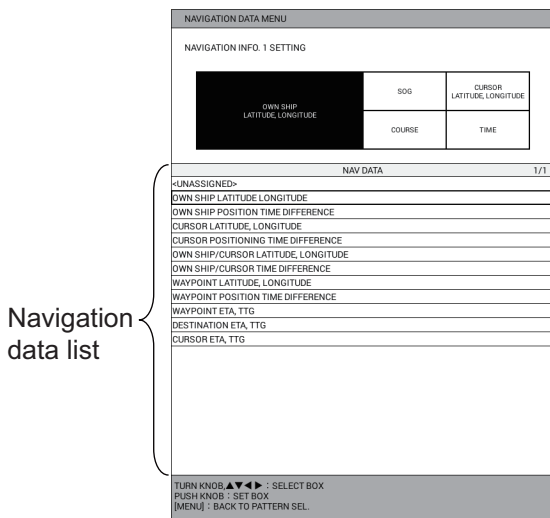 NAVIGATION DATA MENU
NAVIGATION INFO. 1 SETTING
OWN SHIP
LATITUDE, LONGITUDE
SOG
CURSOR
LATITUDE, LONGITUDE
COURSE
TIME
NAV DATA 1/1
<UNASSIGNED>
OWN SHIP LATITUDE LONGITUDE
OWN SHIP POSITION TIME DIFFERENCE
CURSOR LATITUDE, LONGITUDE
CURSOR POSITIONING TIME DIFFERENCE
OWN SHIP/CURSOR LATITUDE, LONGITUDE
OWN SHIP/CURSOR TIME DIFFERENCE
WAYPOINT LATITUDE, LONGITUDE
WAYPOINT POSITION TIME DIFFERENCE
WAYPOINT ETA, TTG
DESTINATION ETA, TTG
CURSOR ETA, TTG
Navigation
data list
TURN KNOB,▲▼◀ ▶ : SELECT BOX
PUSH KNOB : SET BOX
[MENU] : BACK TO PATTERN SEL.